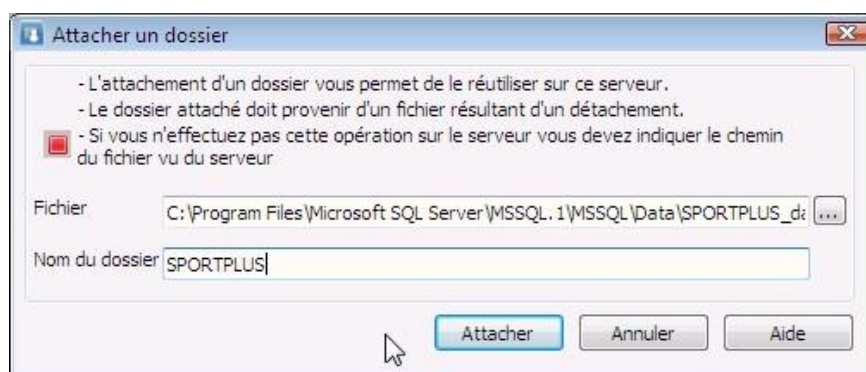 Attacher un dossier
- L'attachement d'un dossier vous permet de le réutiliser sur ce serveur.
- Le dossier attaché doit provenir d'un fichier résultant d'un détachement.
- Si vous n'effectuez pas cette opération sur le serveur vous devez indiquer le chemin
du fichier vu du serveur
Fichier C:\Program Files\Microsoft SQL Server\MSSQL.1\MSSQL\Data\SPORTPLUS_da ...
Nom du dossier SPORTPLUS
Attacher Annuler Aide